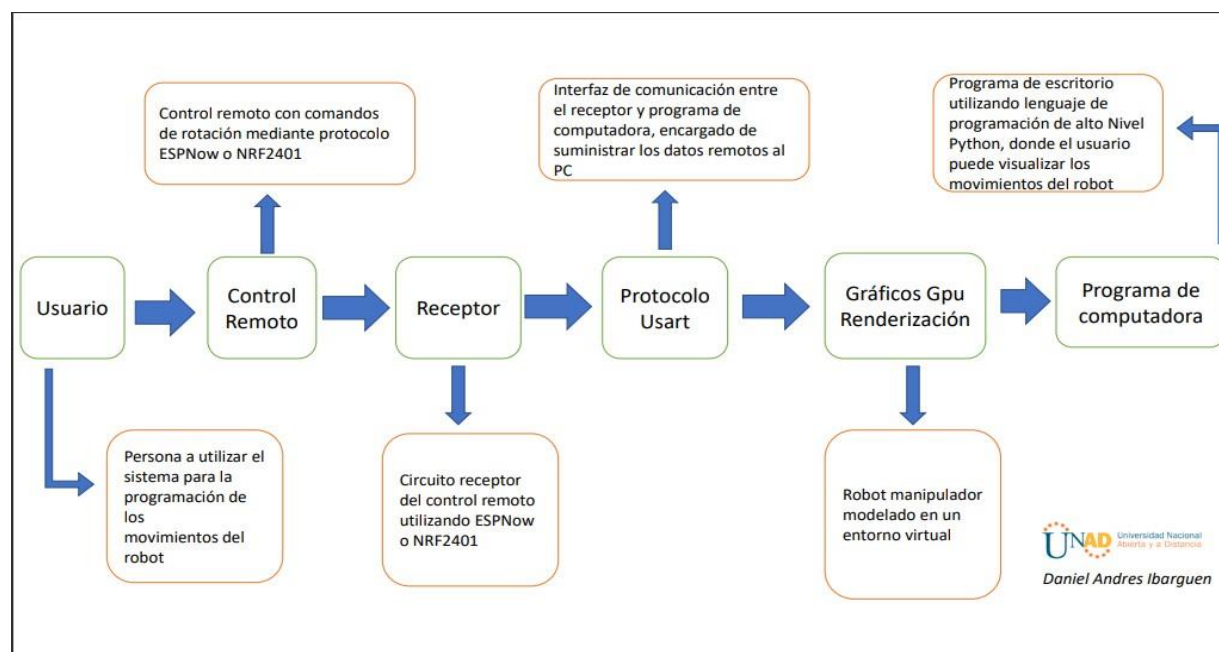 Control remoto con comandos
de rotación mediante protocolo
ESPNow o NRF2401
Interfaz de comunicación entre
el receptor y programa de
computadora, encargado de
suministrar los datos remotos al
PC
Programa de escritorio
utilizando lenguaje de
programación de alto Nivel
Python, donde el usuario
puede visualizar los
movimientos del robot
Usuario
Control
Remoto
Receptor
Protocolo
Usart
Gráficos Gpu
Renderización
Programa de
computadora
Persona a utilizar el
sistema para la
programación de
los
movimientos del
robot
Circuito receptor
del control remoto
utilizando ESPNow
o NRF2401
Robot manipulador
modelado en un
entorno virtual
UNAD Universidad Nacional
Abierta y a Distancia
Daniel Andres Ibarguen